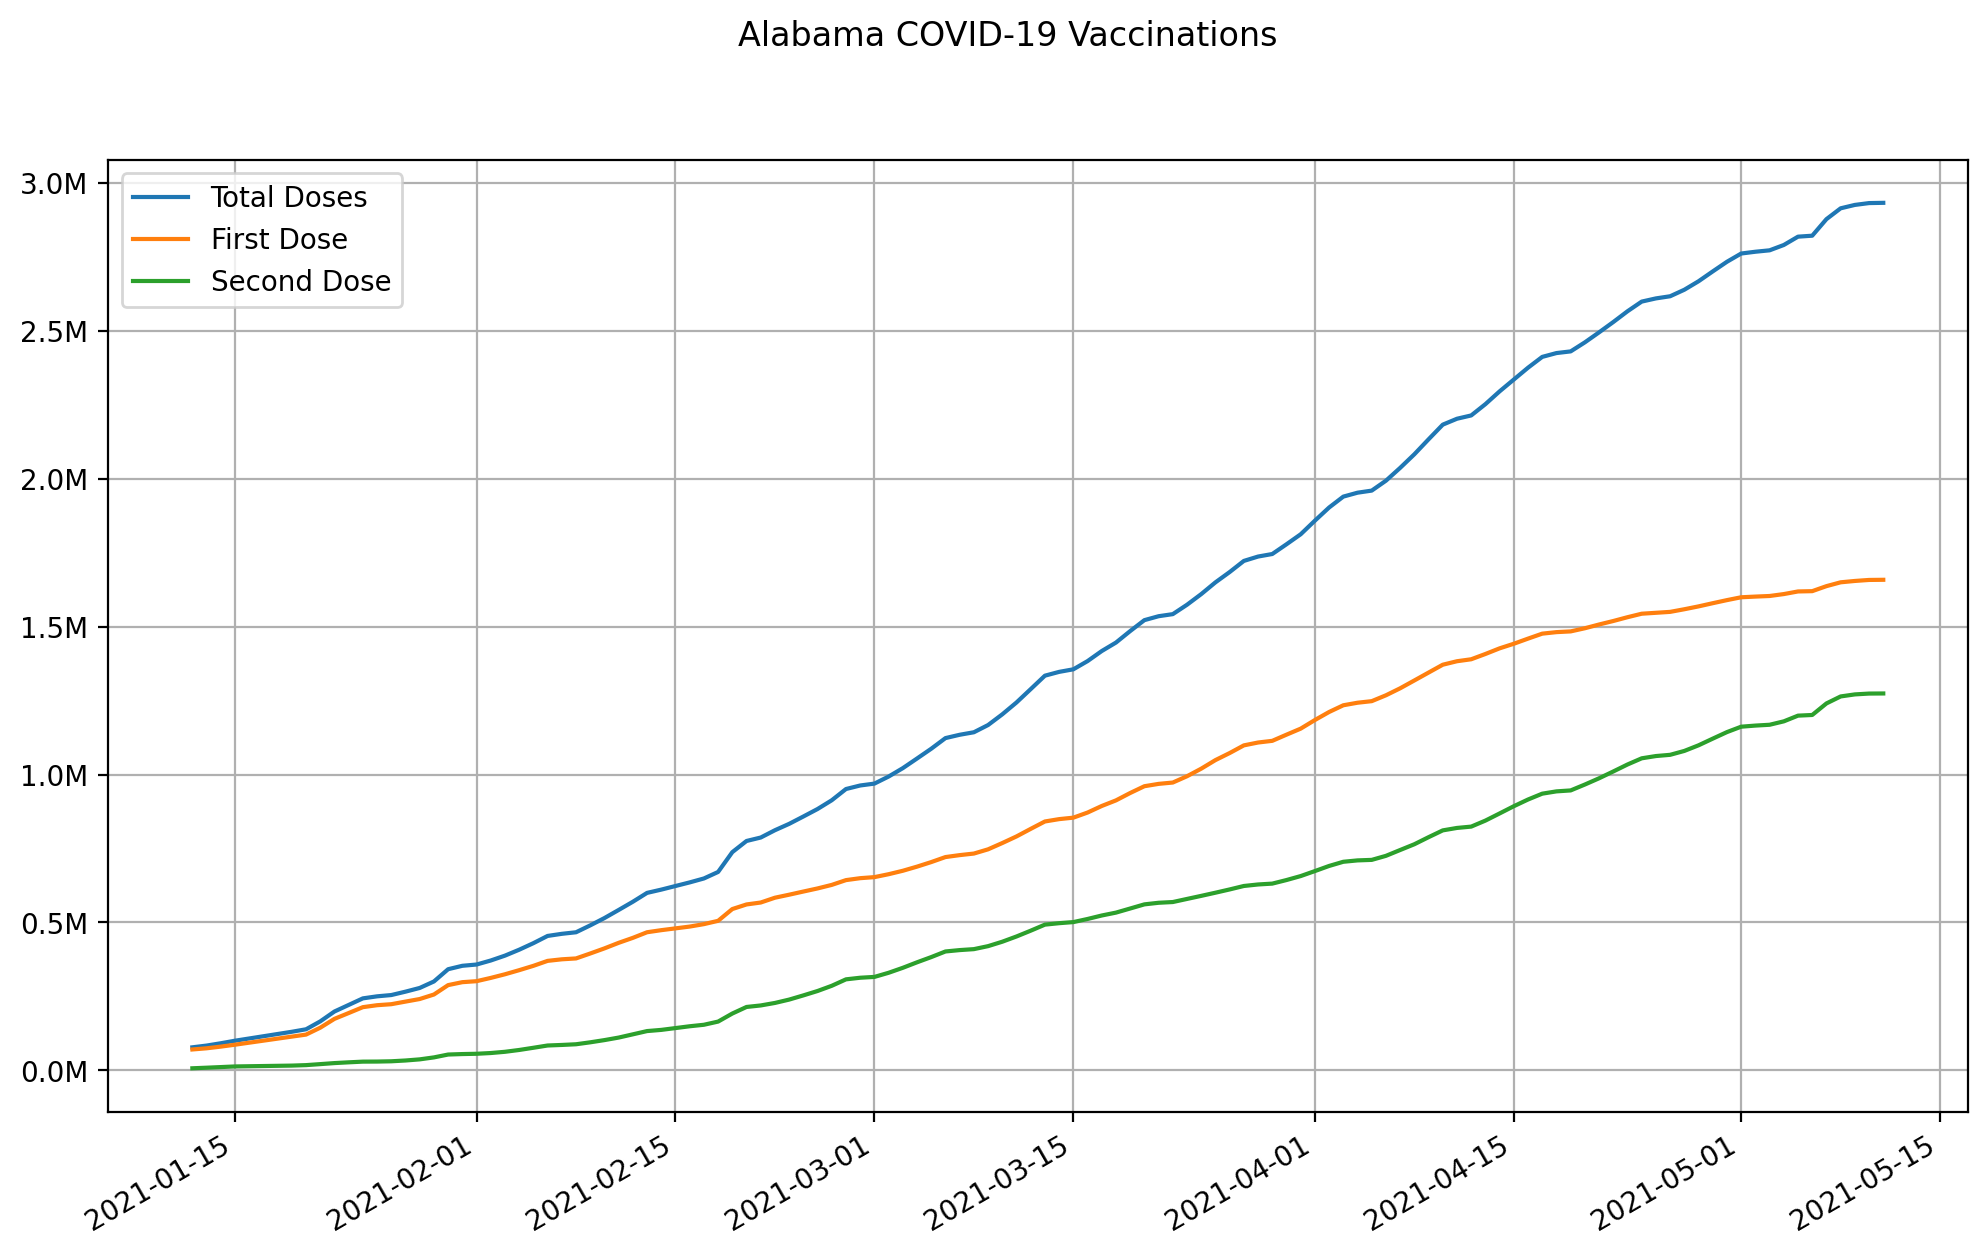 Alabama COVID-19 Vaccinations
Total Doses
First Dose
Second Dose
3.0M
2.5M
2.0M
1.5M
1.0M
0.5M
0.0M
2021-01-15
2021-02-01
2021-02-15
2021-03-01
2021-03-15
2021-04-01
2021-04-15
2021-05-01
2021-05-15